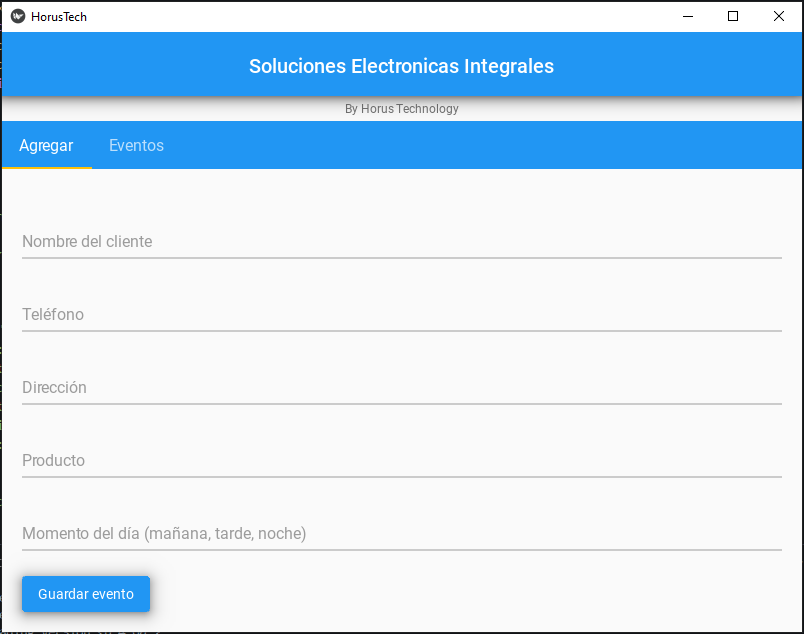 HorusTech
Soluciones Electronicas Integrales
By Horus Technology
Agregar Eventos
Nombre del cliente
Teléfono
Dirección
Producto
Momento del día (mañana, tarde, noche)
Guardar evento